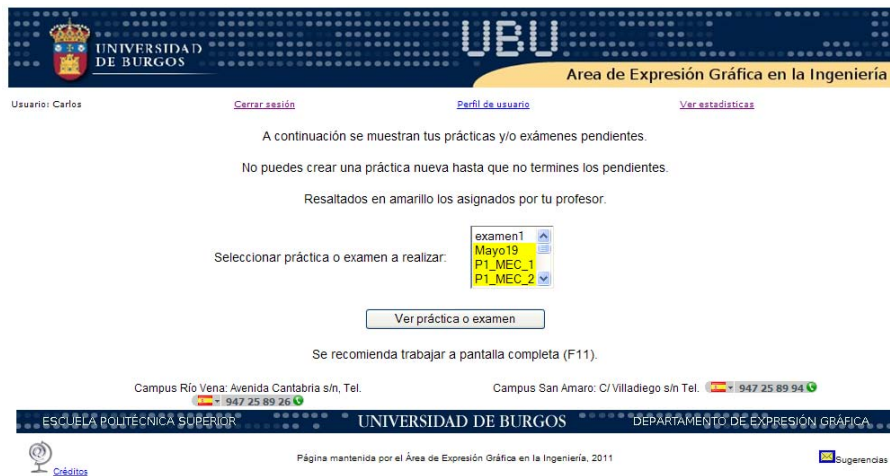 UNIVERSIDAD
DE BURGOS
UBU
Area de Expresión Gráfica en la Ingeniería
Usuario: Carlos
Cerrar sesión
Perfil de usuario
Ver estadisticas
A continuación se muestran tus prácticas y/o exámenes pendientes.
No puedes crear una práctica nueva hasta que no termines los pendientes.
Resaltados en amarillo los asignados por tu profesor.
Seleccionar práctica o examen a realizar:
examen1
Mayo19
P1_MEC_1
P1_MEC_2
Ver práctica o examen
Se recomienda trabajar a pantalla completa (F11).
Campus Río Vena: Avenida Cantabria s/n, Tel.
947 25 89 26
Campus San Amaro: C/ Villadiego s/n Tel. 947 25 89 94
ESCUELA POLITÉCNICA SUPERIOR
UNIVERSIDAD DE BURGOS
DEPARTAMENTO DE EXPRESIÓN GRÁFICA
Créditos
Página mantenida por el Área de Expresión Gráfica en la Ingeniería, 2011
Sugerencias